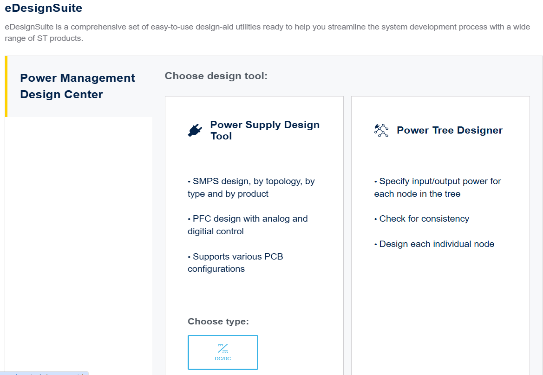 eDesignSuite
eDesignSuite is a comprehensive set of easy-to-use design-aid utilities ready to help you streamline the system development process with a wide
range of ST products.
Power Management
Design Center
Choose design tool:
Power Supply Design
Tool
• SMPS design, by topology, by
type and by product
• PFC design with analog and
digitial control
• Supports various PCB
configurations
Choose type:
Power Tree Designer
• Specify input/output power for
each node in the tree
• Check for consistency
• Design each individual node